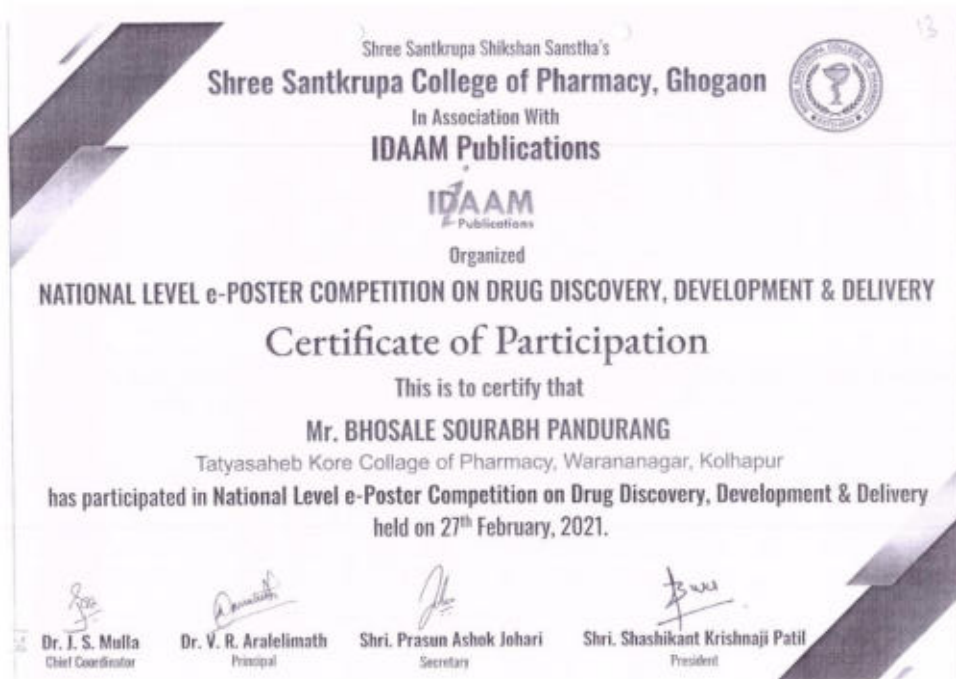 13
Shree Santkrupa Shikshan Sanstha's
Shree Santkrupa College of Pharmacy, Ghogaon
In Association With
IDAAM Publications
IDAAM
Publications
Organized
NATIONAL LEVEL e-POSTER COMPETITION ON DRUG DISCOVERY, DEVELOPMENT & DELIVERY
Certificate of Participation
This is to certify that
Mr. BHOSALE SOURABH PANDURANG
Tatyasaheb Kore Collage of Pharmacy, Warananagar, Kolhapur
has participated in National Level e-Poster Competition on Drug Discovery, Development & Delivery
held on 27th February, 2021.
Dr. J. S. Mulla Dr. V. R. Aralelimath Shri. Prasun Ashok Johari Shri. Shashikant Krishnaji Patil
Chief Coordinator Principal Secretary President